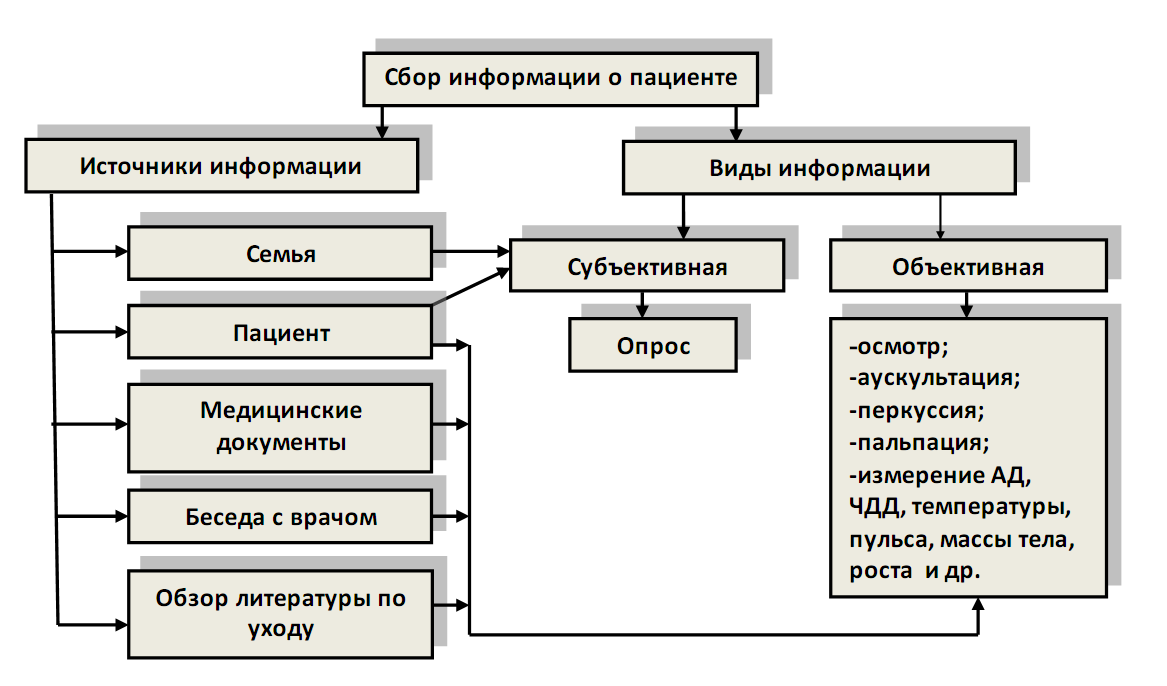 Сбор информации о пациенте
Источники информации
Виды информации
Семья
Субъективная
Объективная
Пациент
Опрос
Медицинские
документы
Беседа с врачом
Обзор литературы по
уходу
-осмотр;
-аускультация;
-перкуссия;
-пальпация;
-измерение АД,
ЧДД, температуры,
пульса, массы тела,
роста и др.